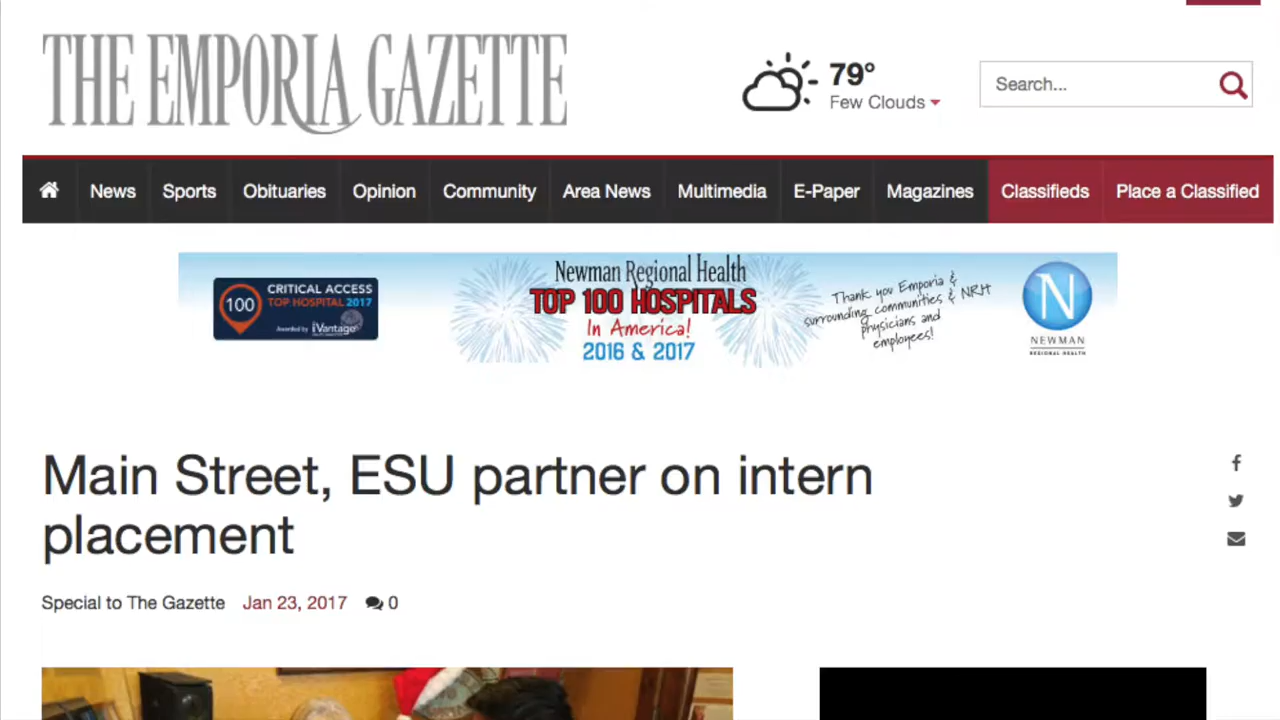 THE EMPORIA GAZETTE
79°
Few Clouds
Search...
News Sports Obituaries Opinion Community Area News Multimedia E-Paper Magazines Classifieds Place a Classified
100
CRITICAL ACCESS
TOP HOSPITAL 2017
Awarded by iVantage
Newman Regional Health
TOP 100 HOSPITALS
In America!
2016 & 2017
Thank you Emporia &
surrounding communities & NRH
physicians and
employees!
N
NEWMAN
REGIONAL HEALTH
Main Street, ESU partner on intern
placement
Special to The Gazette Jan 23, 2017 0